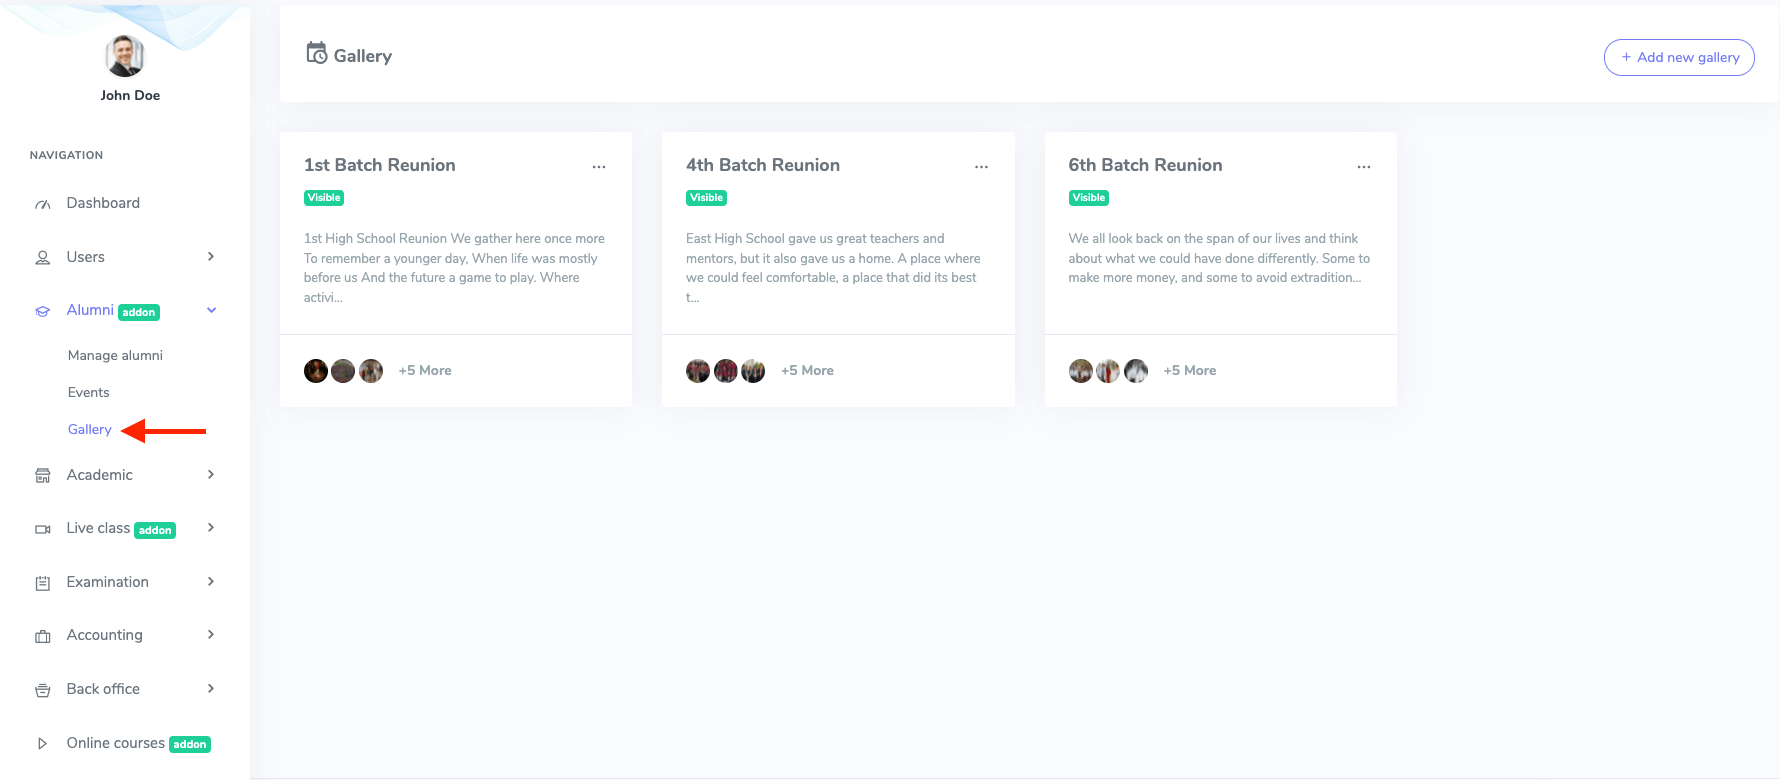 John Doe
NAVIGATION
Dashboard
Users
Alumni addon
Manage alumni
Events
Gallery
Academic
Live class addon
Examination
Accounting
Back office
Online courses addon
Gallery
+ Add new gallery
1st Batch Reunion
...
Visible
1st High School Reunion We gather here once more
To remember a younger day, When life was mostly
before us And the future a game to play. Where
activi...
+5 More
4th Batch Reunion
...
Visible
East High School gave us great teachers and
mentors, but it also gave us a home. A place where
we could feel comfortable, a place that did its best
t...
+5 More
6th Batch Reunion
...
Visible
We all look back on the span of our lives and think
about what we could have done differently. Some to
make more money, and some to avoid extradition...
+5 More